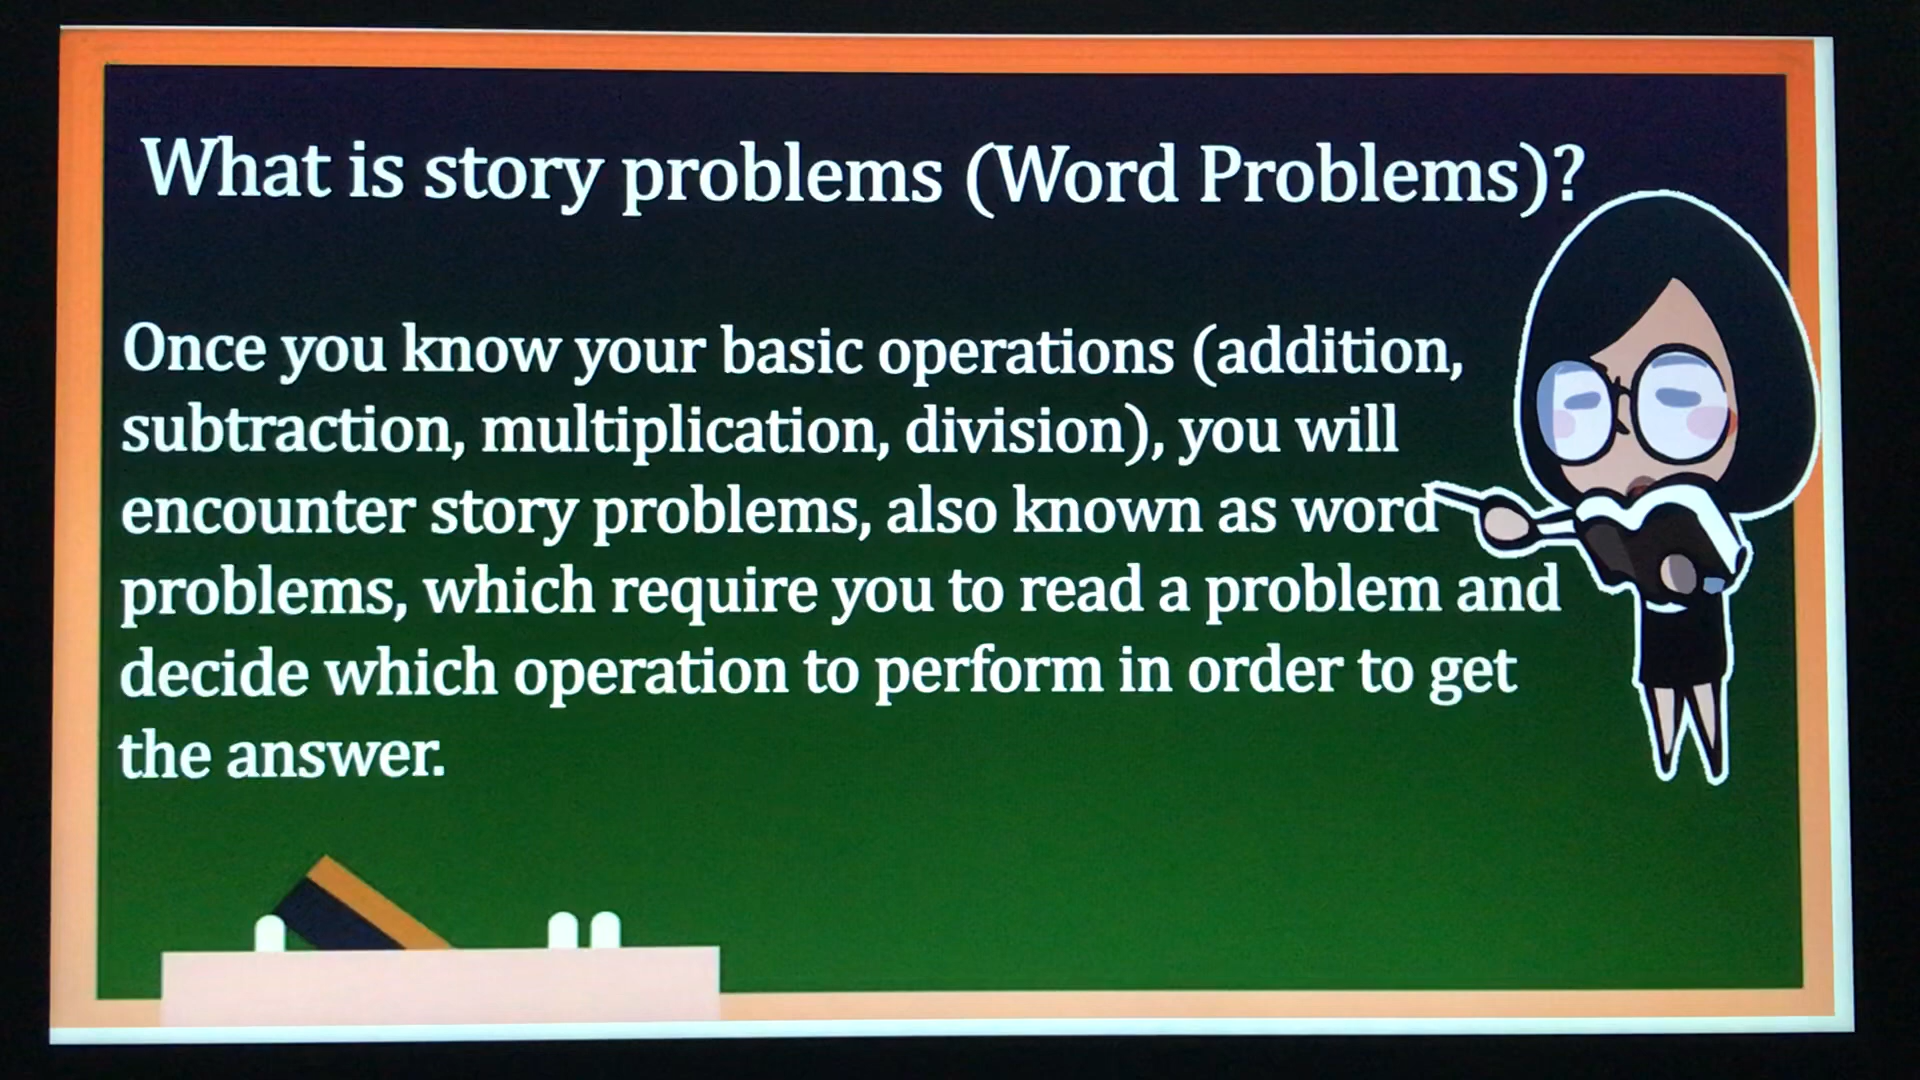 What is story problems (Word Problems)?
Once you know your basic operations (addition,
subtraction, multiplication, division), you will
encounter story problems, also known as word
problems, which require you to read a problem and
decide which operation to perform in order to get
the answer.